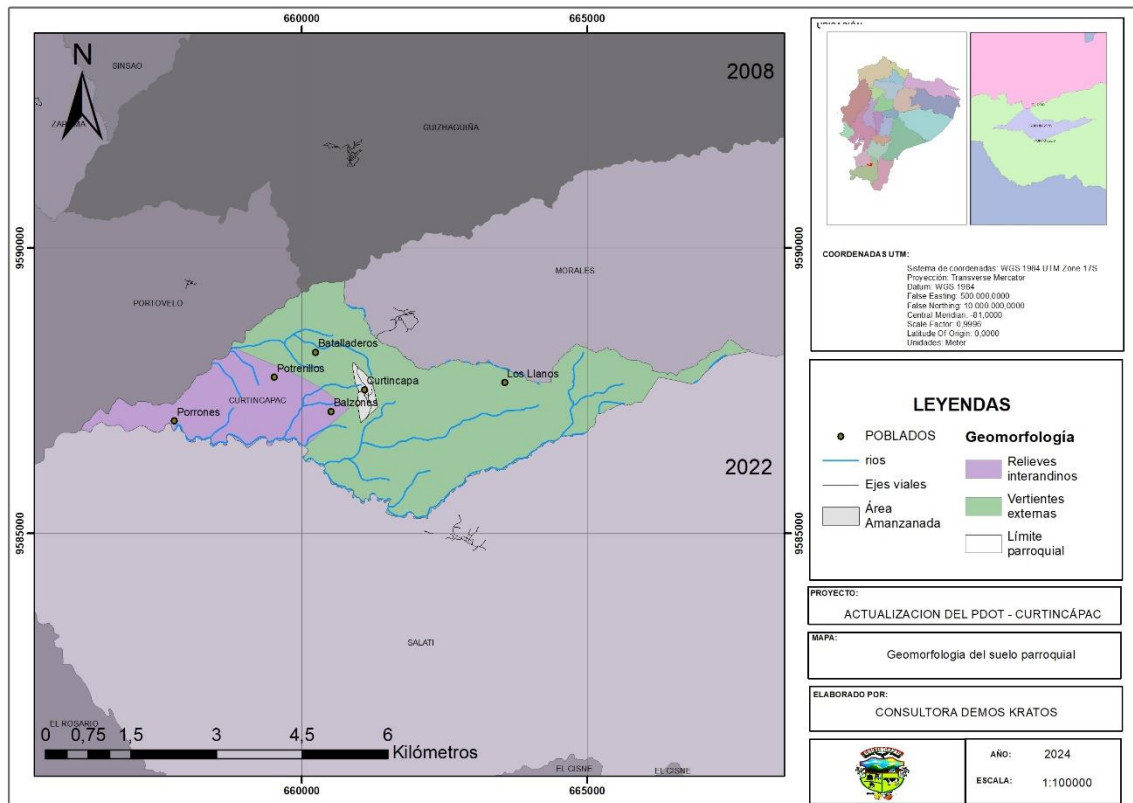 660000
665000
N
2008
SINSAO
ZARUMA
GUIZHAGUIÑA
9590000
9590000
MORALES
PORTOVELO
Batalladeros
Potrerillos
Curtincapa
Los Llanos
CURTINCAPAC
Balzones
Porrones
2022
9585000
9585000
SALATI
EL ROSARIO
0 0,75 1,5 3 4,5 6
Kilómetros
EL CISNE
EL CISNE
660000
665000
UBICACIÓN
COORDENADAS UTM:
Sistema de coordenadas: WGS 1984 UTM Zone 17S
Proyección: Transverse Mercator
Datum: WGS 1984
False Easting: 500.000,0000
False Northing: 10.000.000,0000
Central Meridian: -81,0000
Scale Factor: 0,9996
Latitude Of Origin: 0,0000
Unidades: Meter
LEYENDAS
POBLADOS
rios
Ejes viales
Área
Amanzanada
Geomorfología
Relieves
interandinos
Vertientes
externas
Límite
parroquial
PROYECTO:
ACTUALIZACION DEL PDOT - CURTINCÁPAC
MAPA:
Geomorfologia del suelo parroquial
ELABORADO POR:
CONSULTORA DEMOS KRATOS
AÑO: 2024
ESCALA: 1:100000